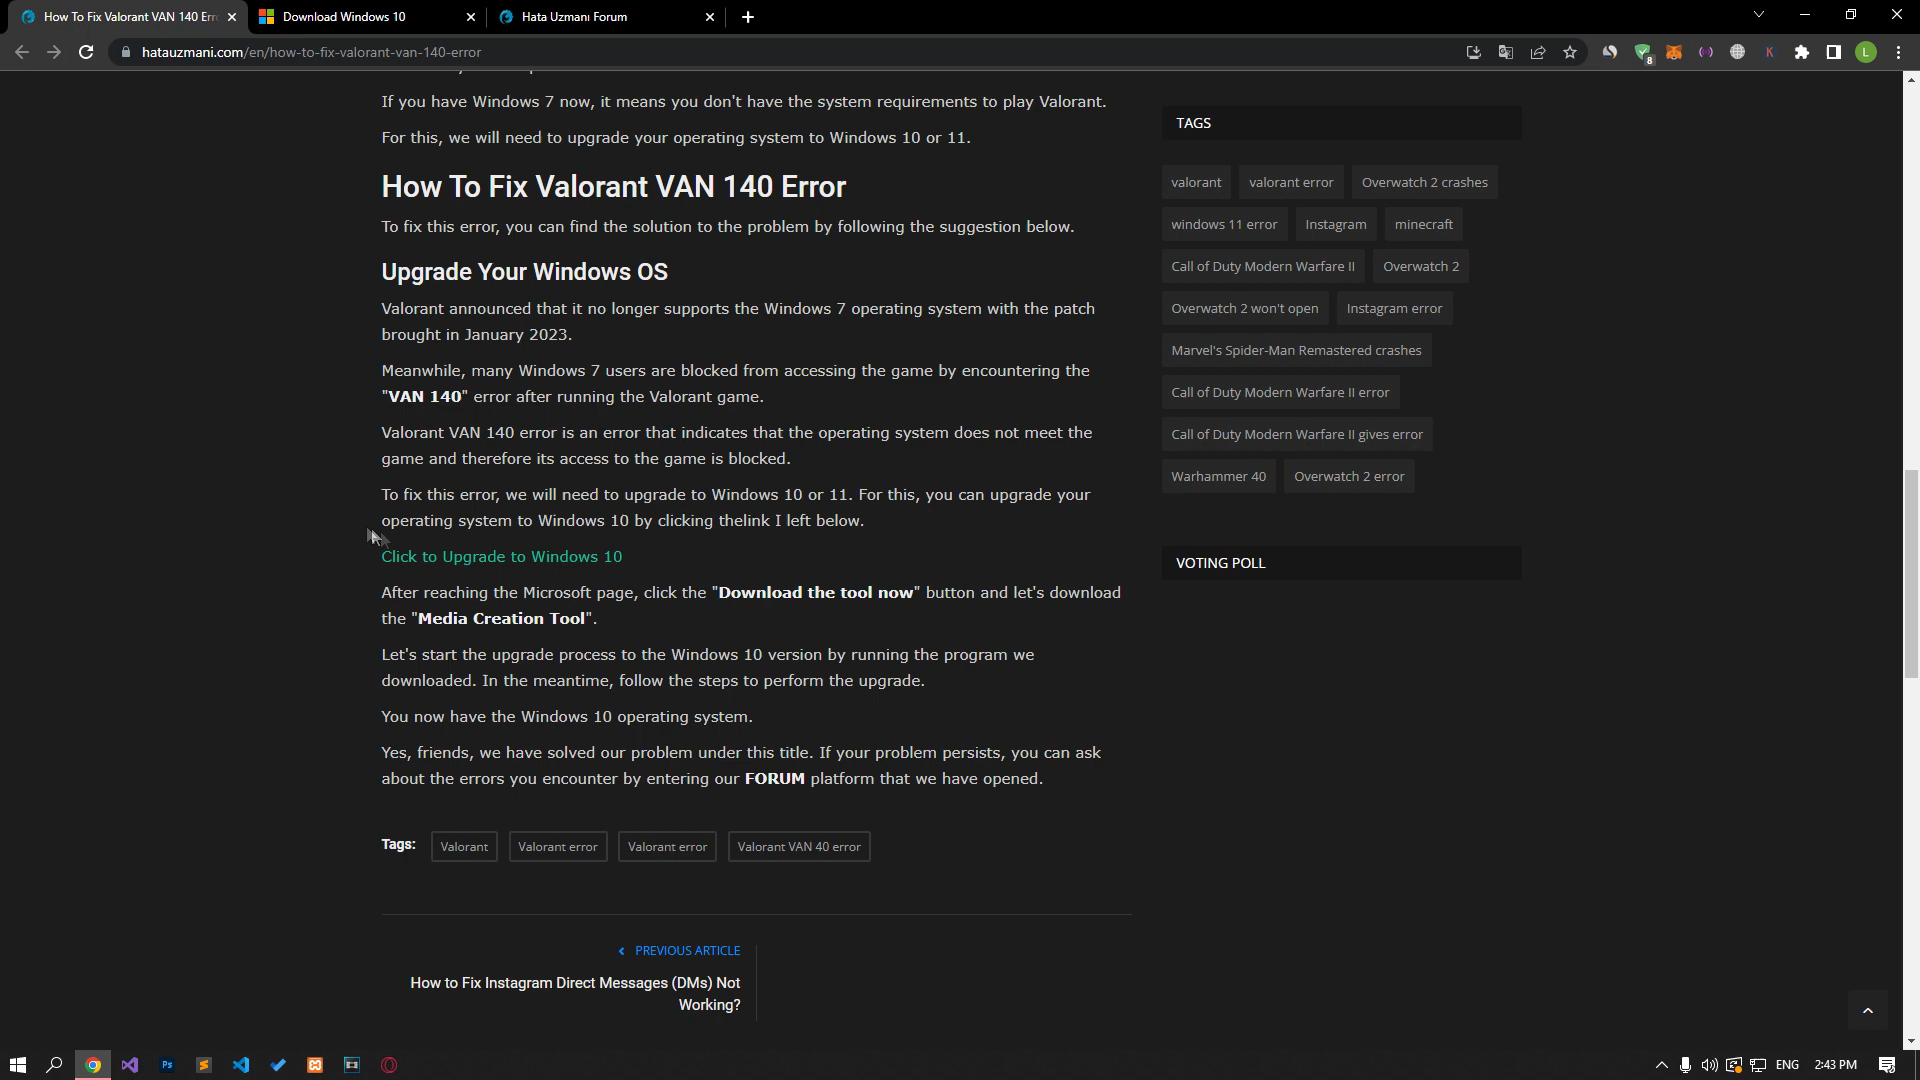 How To Fix Valorant VAN 140 Err
Download Windows 10
Hata Uzmanı Forum
hatauzmani.com/en/how-to-fix-valorant-van-140-error
8
K
L
If you have Windows 7 now, it means you don't have the system requirements to play Valorant.
For this, we will need to upgrade your operating system to Windows 10 or 11.
How To Fix Valorant VAN 140 Error
To fix this error, you can find the solution to the problem by following the suggestion below.
Upgrade Your Windows OS
Valorant announced that it no longer supports the Windows 7 operating system with the patch
brought in January 2023.
Meanwhile, many Windows 7 users are blocked from accessing the game by encountering the
"VAN 140" error after running the Valorant game.
Valorant VAN 140 error is an error that indicates that the operating system does not meet the
game and therefore its access to the game is blocked.
To fix this error, we will need to upgrade to Windows 10 or 11. For this, you can upgrade your
operating system to Windows 10 by clicking thelink I left below.
Click to Upgrade to Windows 10
After reaching the Microsoft page, click the "Download the tool now" button and let's download
the "Media Creation Tool".
Let's start the upgrade process to the Windows 10 version by running the program we
downloaded. In the meantime, follow the steps to perform the upgrade.
You now have the Windows 10 operating system.
Yes, friends, we have solved our problem under this title. If your problem persists, you can ask
about the errors you encounter by entering our FORUM platform that we have opened.
Tags: Valorant Valorant error Valorant error Valorant VAN 40 error
PREVIOUS ARTICLE
How to Fix Instagram Direct Messages (DMs) Not
Working?
TAGS
valorant valorant error Overwatch 2 crashes
windows 11 error Instagram minecraft
Call of Duty Modern Warfare II Overwatch 2
Overwatch 2 won't open Instagram error
Marvel's Spider-Man Remastered crashes
Call of Duty Modern Warfare II error
Call of Duty Modern Warfare II gives error
Warhammer 40 Overwatch 2 error
VOTING POLL
Ps
ENG
2:43 PM